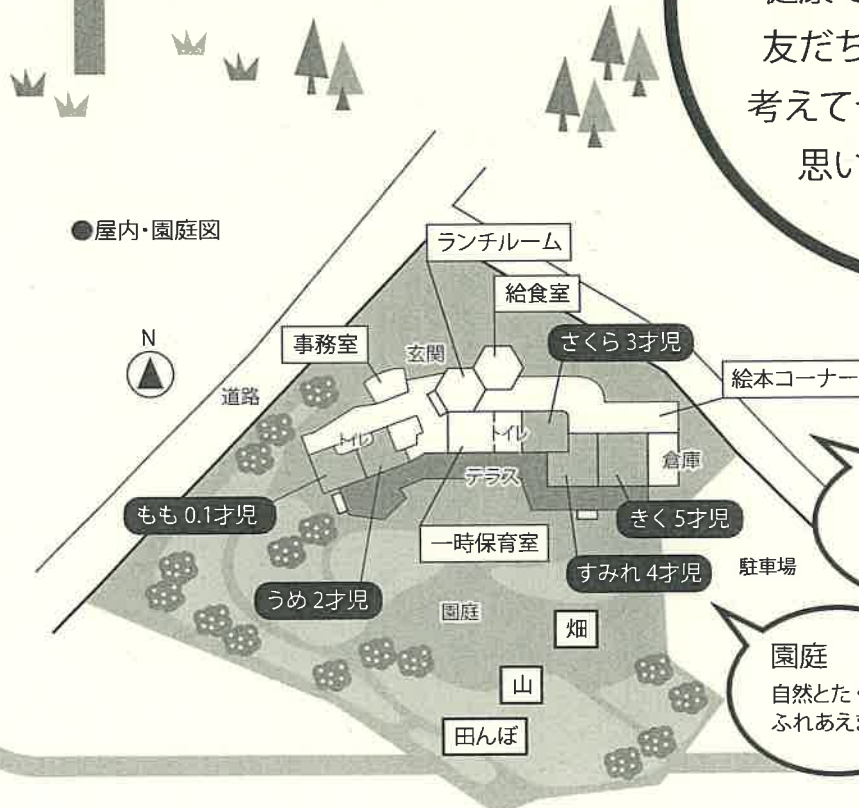 友だち
考えて
思い
●屋内・園庭図
N
ランチルーム
給食室
事務室
玄関
さくら 3才児
道路
絵本コーナー
トイレ
トイレ
倉庫
テラス
もも 0.1才児
一時保育室
きく 5才児
すみれ 4才児
駐車場
うめ 2才児
園庭
畑
山
田んぼ
園庭
自然とた
ふれあえ